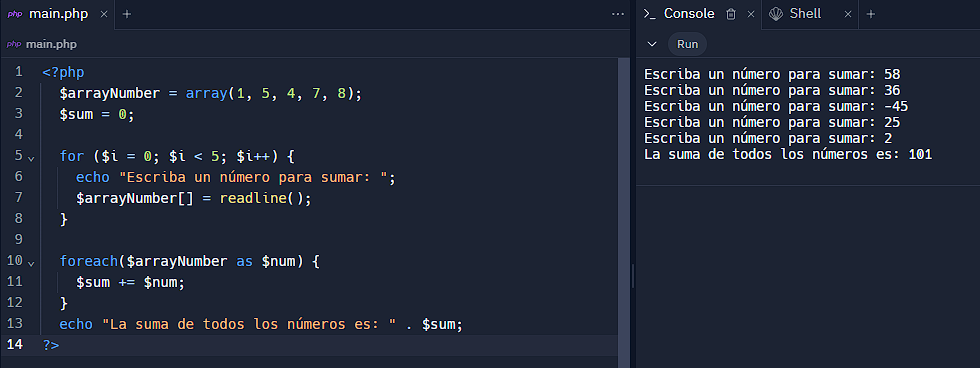 php main.php × +
php main.php
1 <?php
2 $arrayNumber = array(1, 5, 4, 7, 8);
3 $sum = 0;
4
5 for ($i = 0; $i < 5; $i++) {
6 echo "Escriba un número para sumar: ";
7 $arrayNumber[] = readline();
8 }
9
10 foreach($arrayNumber as $num) {
11 $sum += $num;
12 }
13 echo "La suma de todos los números es: " . $sum;
14 ?>
>_ Console × Shell × +
Run
Escriba un número para sumar: 58
Escriba un número para sumar: 36
Escriba un número para sumar: -45
Escriba un número para sumar: 25
Escriba un número para sumar: 2
La suma de todos los números es: 101